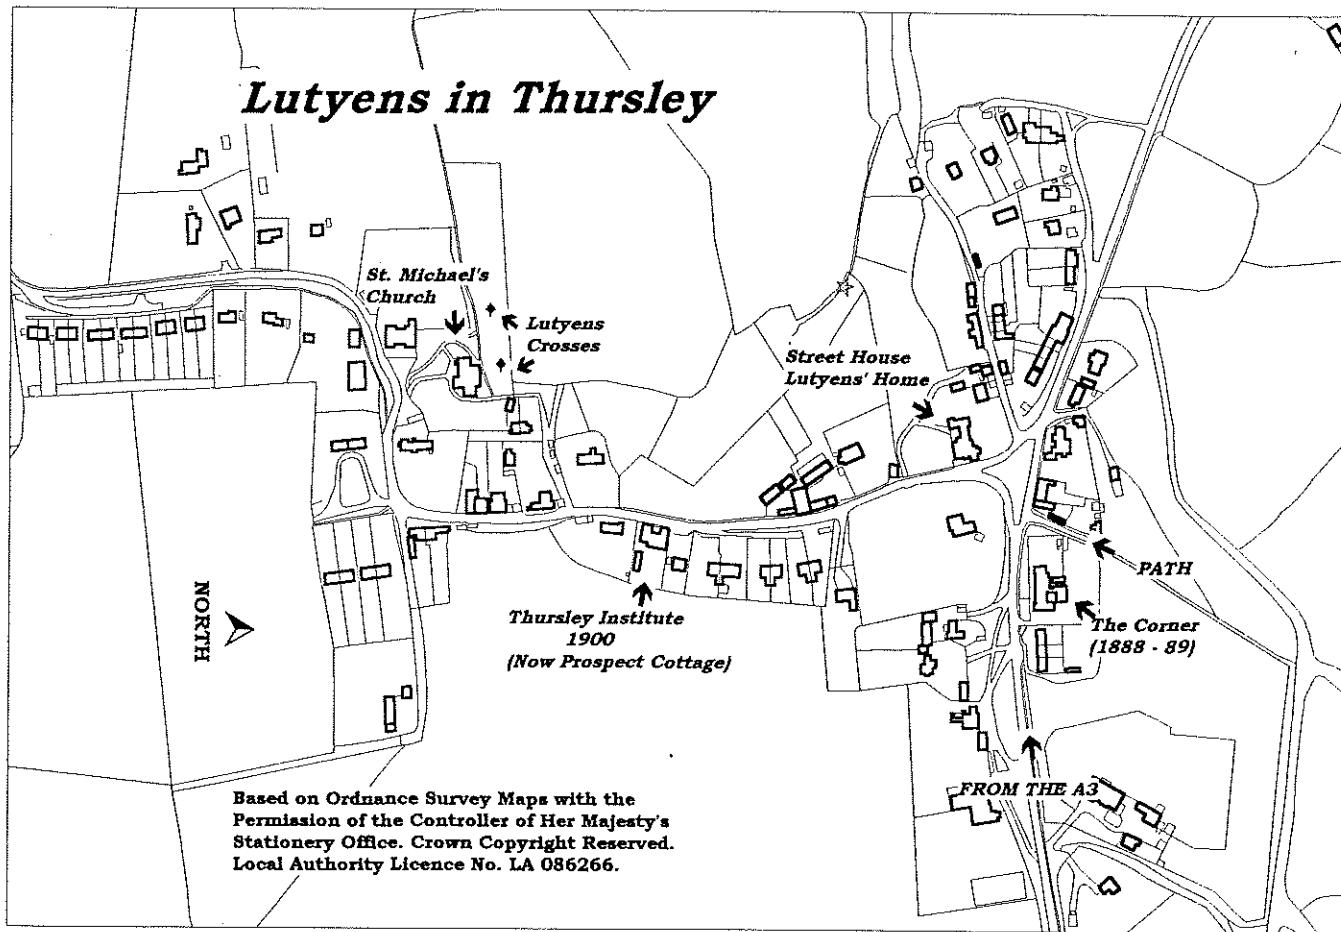 Lutyens in Thursley
St. Michael's
Church
Lutyens
Crosses
Street House
Lutyens' Home
PATH
NORTH
Thursley Institute
1900
(Now Prospect Cottage)
The Corner
(1888 - 89)
FROM THE A3
Based on Ordnance Survey Maps with the
Permission of the Controller of Her Majesty's
Stationery Office. Crown Copyright Reserved.
Local Authority Licence No. LA 086266.